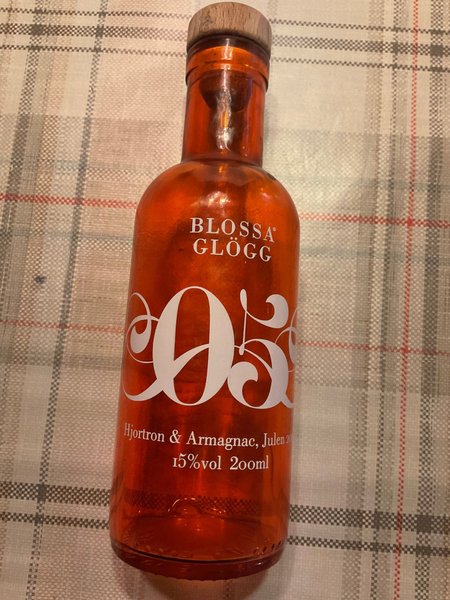 BLOSSA®
GLÖGG
05
Hjortron & Armagnac, Julen
15%vol 200ml